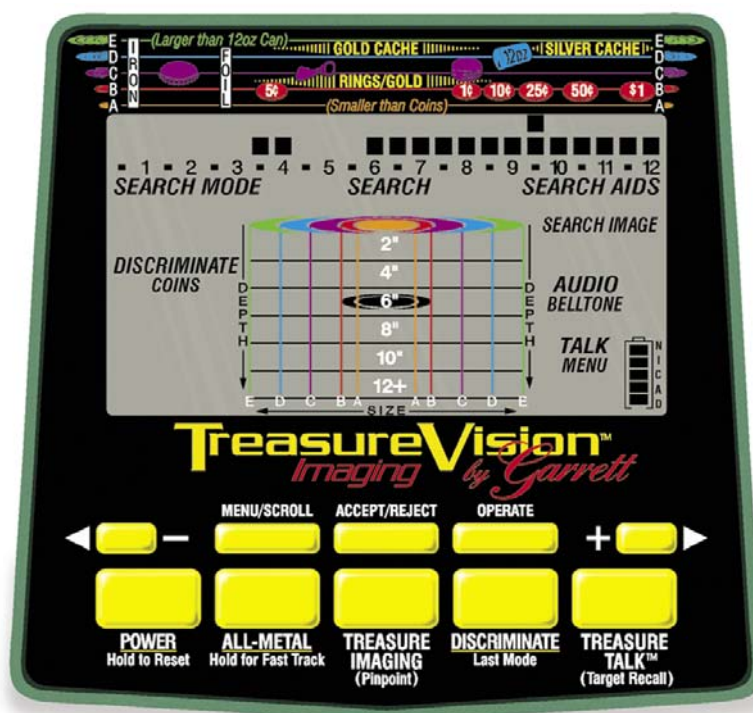 E (Larger than 12oz Can) GOLD CACHE SILVER CACHE E
D IRON FOIL 12oz D
C C
B 5¢ RINGS/GOLD 1¢ 10¢ 25¢ 50¢ $1 B
A (Smaller than Coins) A
- 1 - 2 - 3 - 4 - 5 - 6 - 7 - 8 - 9 - 10 - 11 - 12
SEARCH MODE SEARCH SEARCH AIDS
SEARCH IMAGE
2"
DISCRIMINATE
COINS
4"
DEPTH
6"
DEPTH
AUDIO
BELLTONE
8"
10"
TALK
MENU
NICAD
12+
E D C B A A B C D E
SIZE
TreasureVision™
Imaging by Garrett
MENU/SCROLL ACCEPT/REJECT OPERATE
- +
POWER
Hold to Reset
ALL-METAL
Hold for Fast Track
TREASURE
IMAGING
(Pinpoint)
DISCRIMINATE
Last Mode
TREASURE
TALK™
(Target Recall)